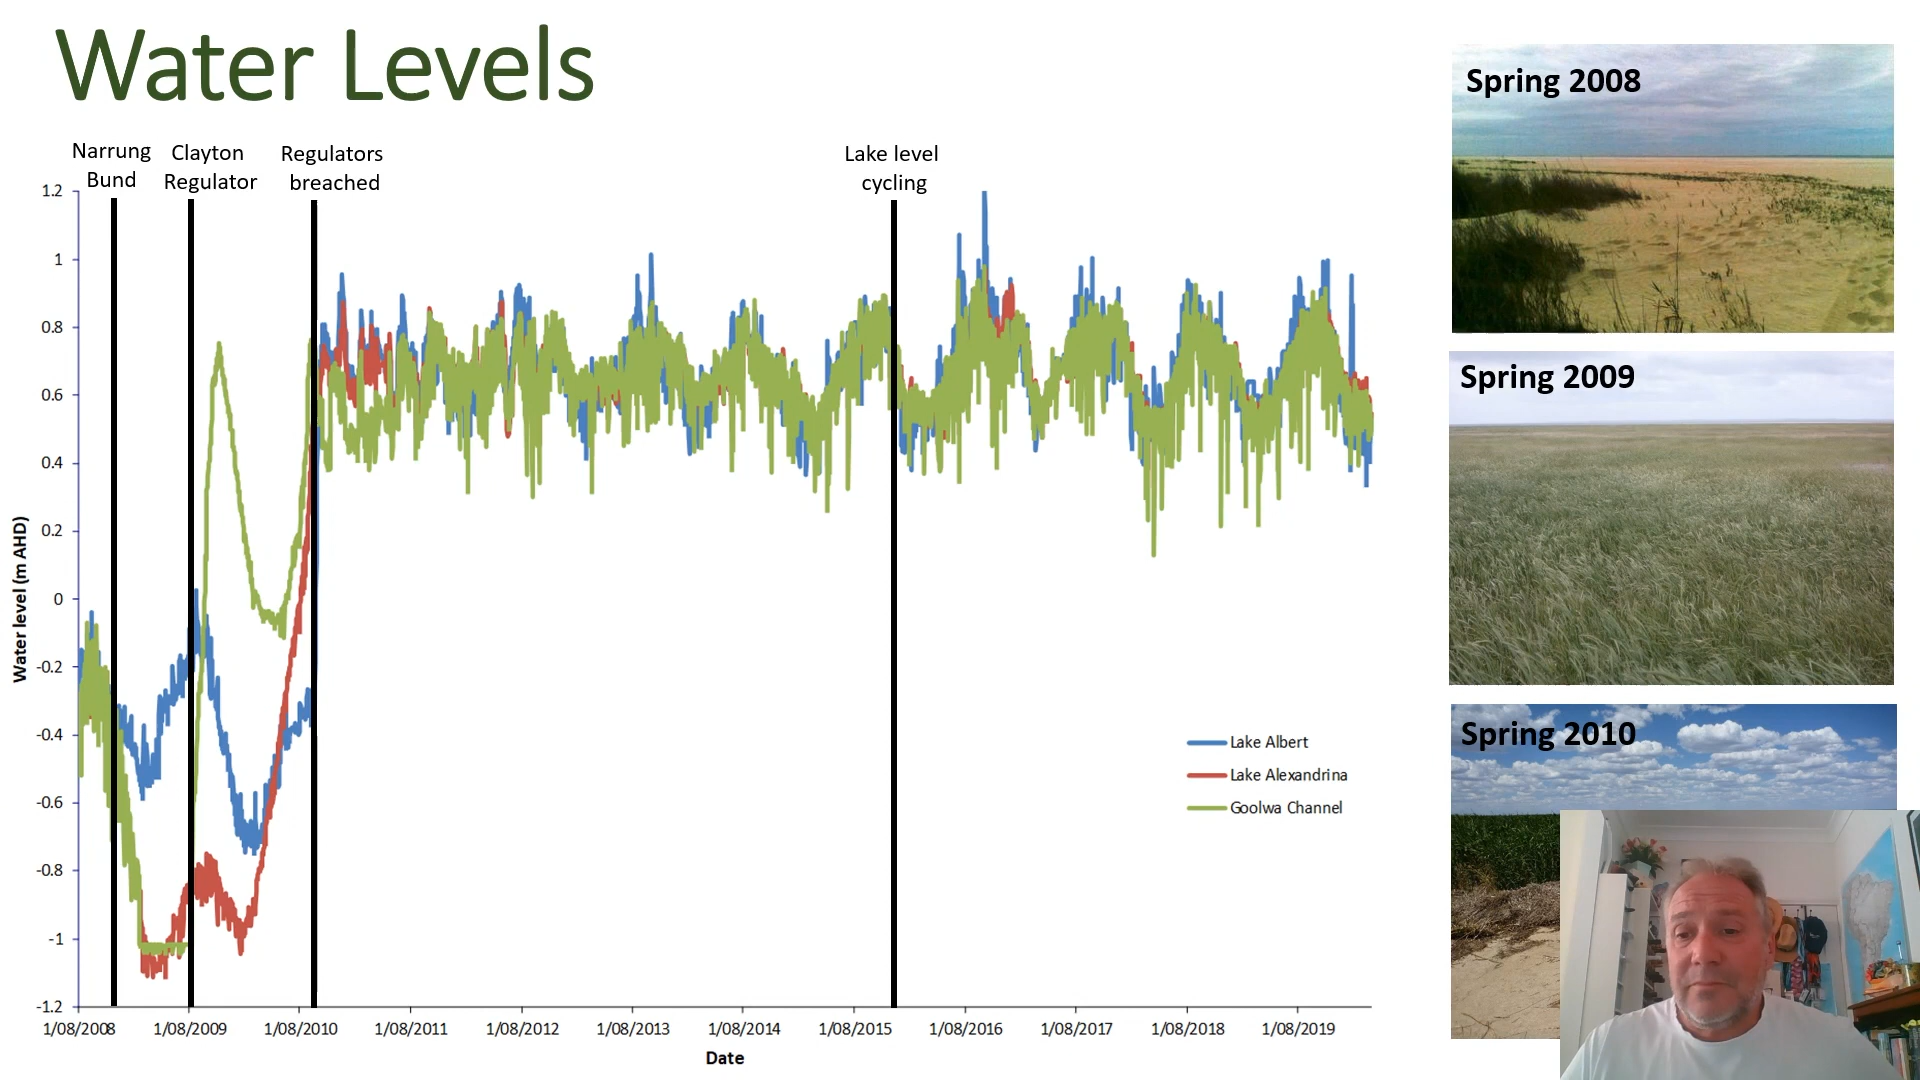 Water Levels
Narrung
Bund
Clayton
Regulator
Regulators
breached
Lake level
cycling
1.2
1
0.8
0.6
0.4
0.2
0
-0.2
-0.4
-0.6
-0.8
-1
-1.2
Water level (m AHD)
1/08/2008
1/08/2009
1/08/2010
1/08/2011
1/08/2012
1/08/2013
1/08/2014
1/08/2015
1/08/2016
1/08/2017
1/08/2018
1/08/2019
Date
Lake Albert
Lake Alexandrina
Goolwa Channel
Spring 2008
Spring 2009
Spring 2010